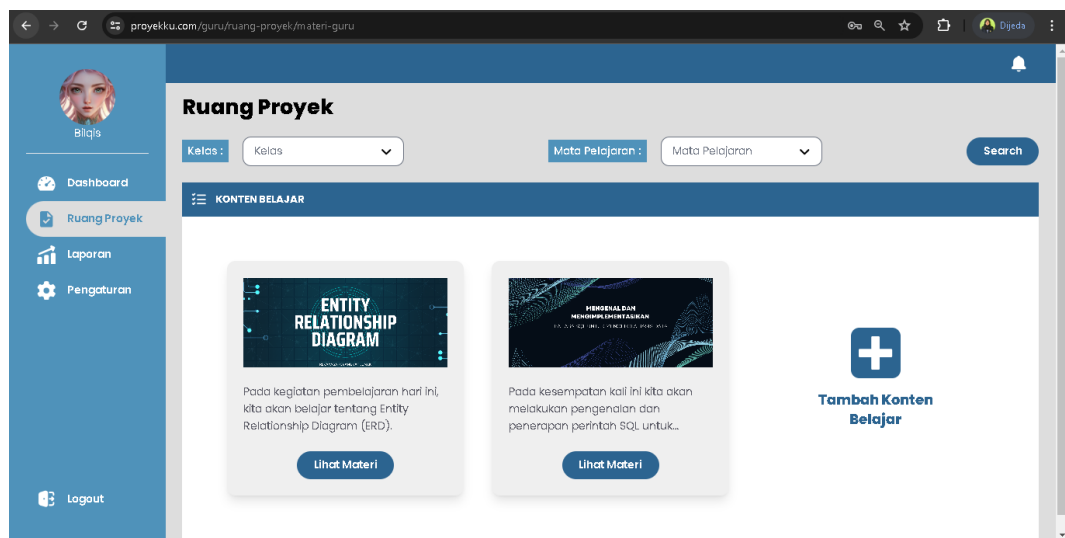 proyekku.com/guru/ruang-proyek/materi-guru
Dijeda
Bilqis
Dashboard
Ruang Proyek
Laporan
Pengaturan
Logout
Ruang Proyek
Kelas :
Kelas
Mata Pelajaran :
Mata Pelajaran
Search
KONTEN BELAJAR
ENTITY
RELATIONSHIP
DIAGRAM
Pada kegiatan pembelajaran hari ini,
kita akan belajar tentang Entity
Relationship Diagram (ERD).
Lihat Materi
MENGENAL DAN
MENGIMPLEMENTASIKAN
Pada kesempatan kali ini kita akan
melakukan pengenalan dan
penerapan perintah SQL untuk...
Lihat Materi
Tambah Konten
Belajar